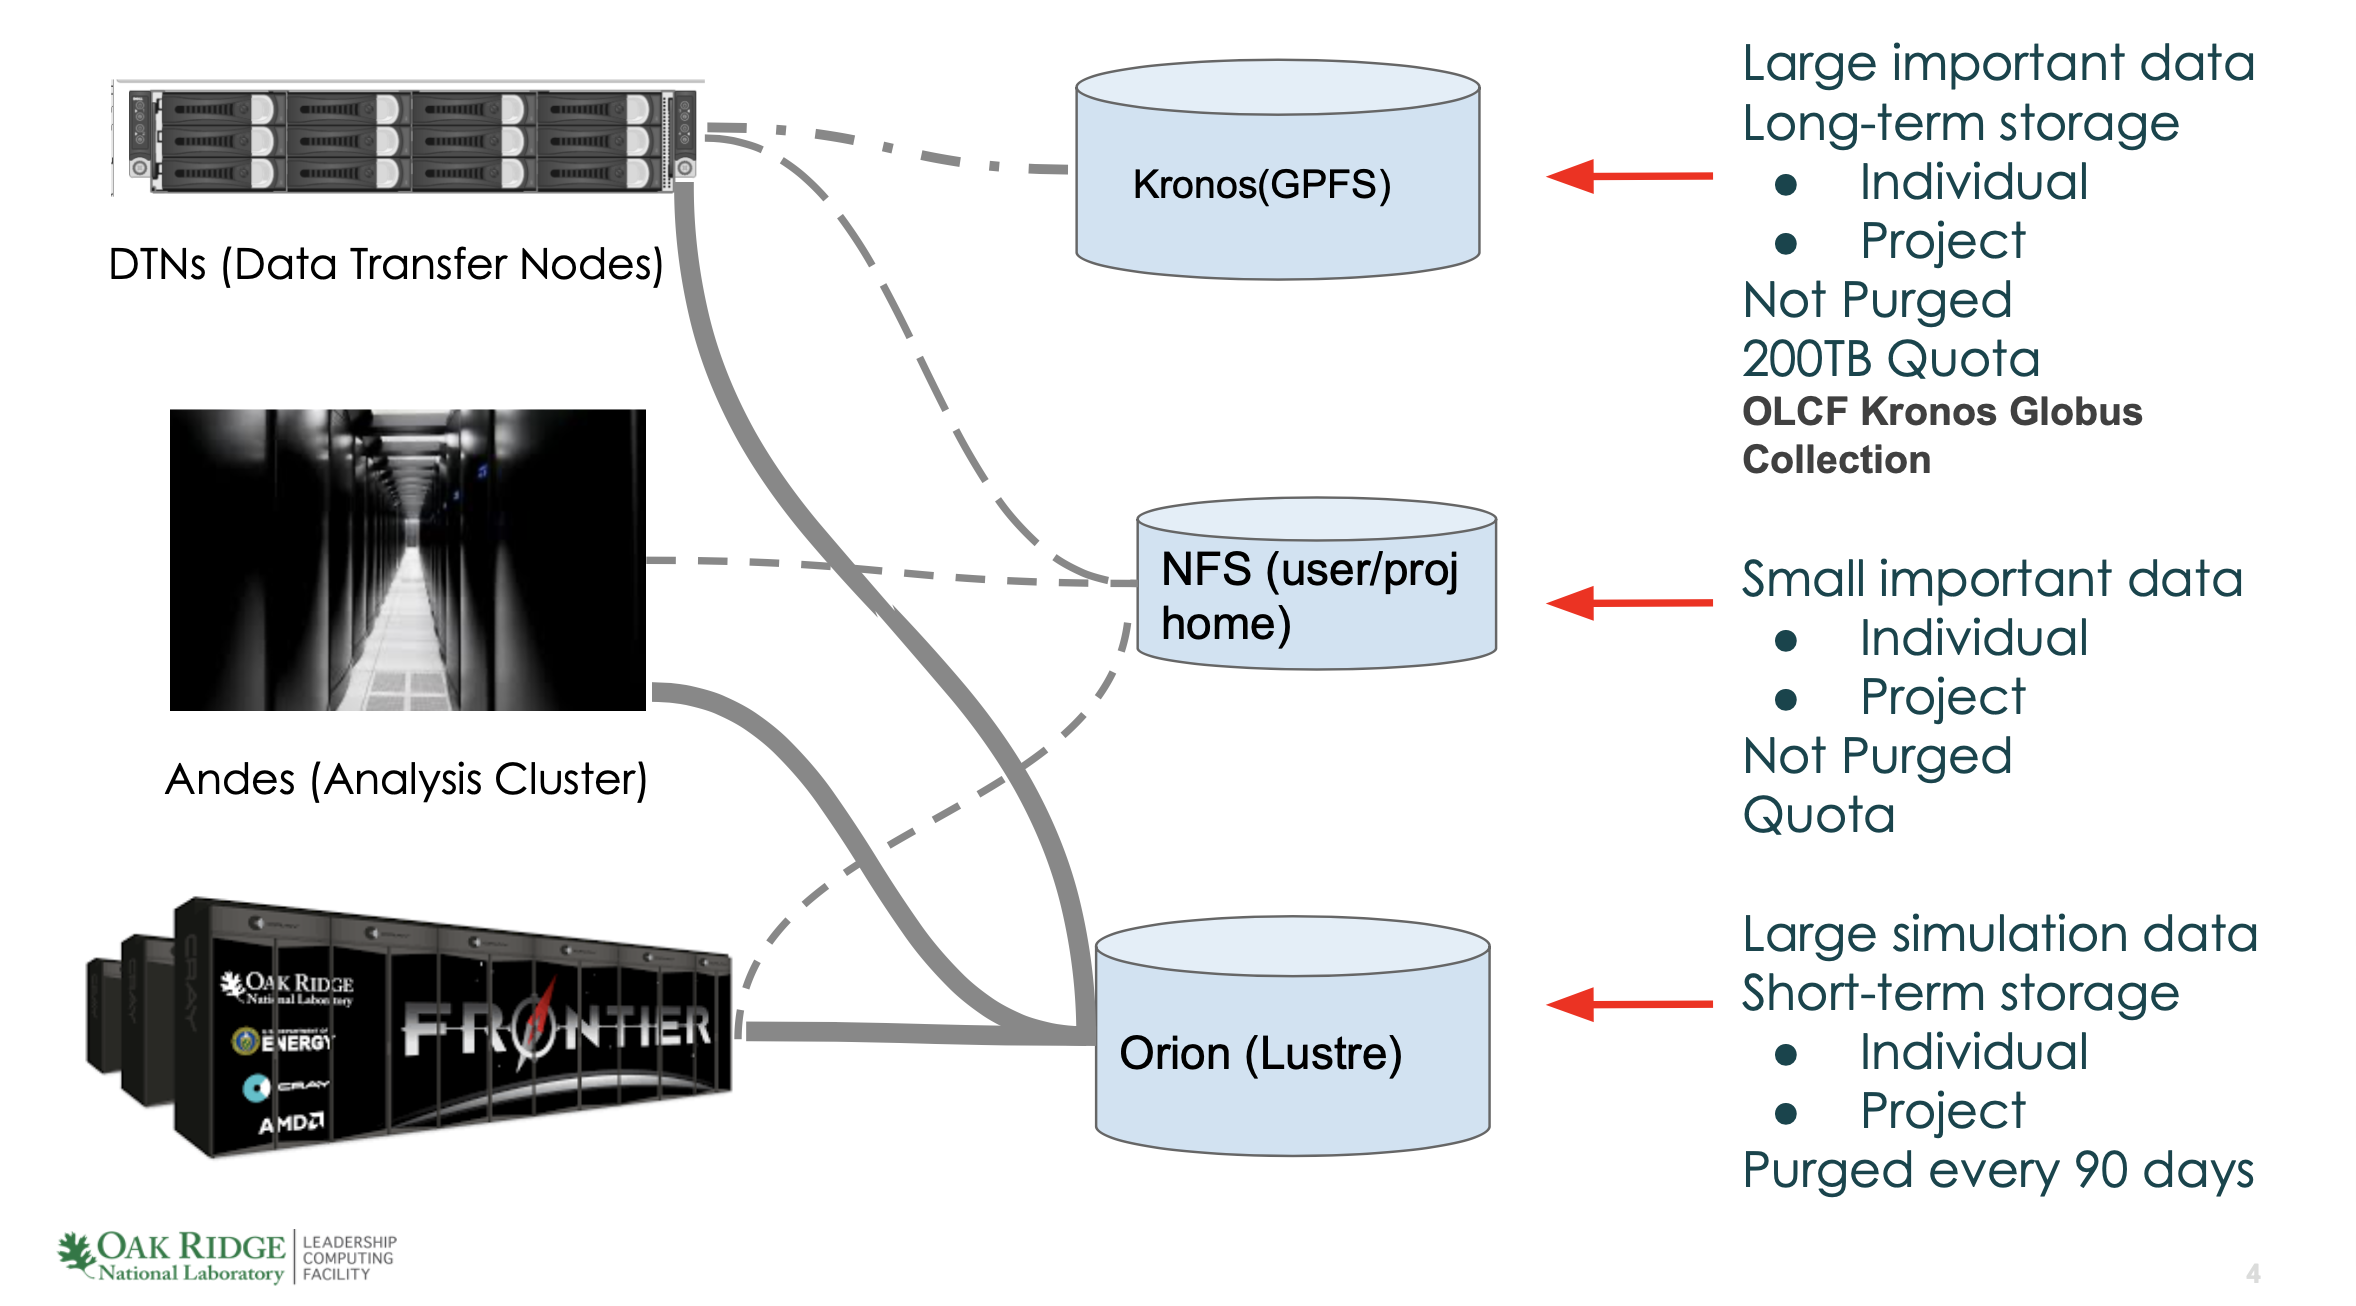 DTNs (Data Transfer Nodes)
Andes (Analysis Cluster)
OAK RIDGE
National Laboratory
ENERGY
CRAY
AMD
FRONTIER
CRAY
Kronos(GPFS)
NFS (user/proj
home)
Orion (Lustre)
Large important data
Long-term storage
● Individual
● Project
Not Purged
200TB Quota
OLCF Kronos Globus
Collection
Small important data
● Individual
● Project
Not Purged
Quota
Large simulation data
Short-term storage
● Individual
● Project
Purged every 90 days
OAK RIDGE
National Laboratory
LEADERSHIP
COMPUTING
FACILITY
4